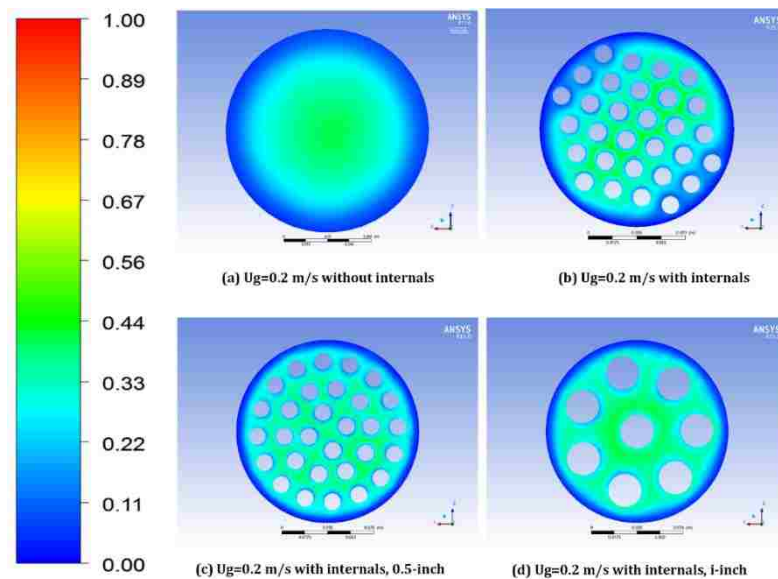 1.00
0.89
0.78
0.67
0.56
0.44
0.33
0.22
0.11
0.00
ANSYS
ANSYS
(a) Ug=0.2 m/s without internals
(b) Ug=0.2 m/s with internals
ANSYS
ANSYS
(c) Ug=0.2 m/s with internals, 0.5-inch
(d) Ug=0.2 m/s with internals, i-inch